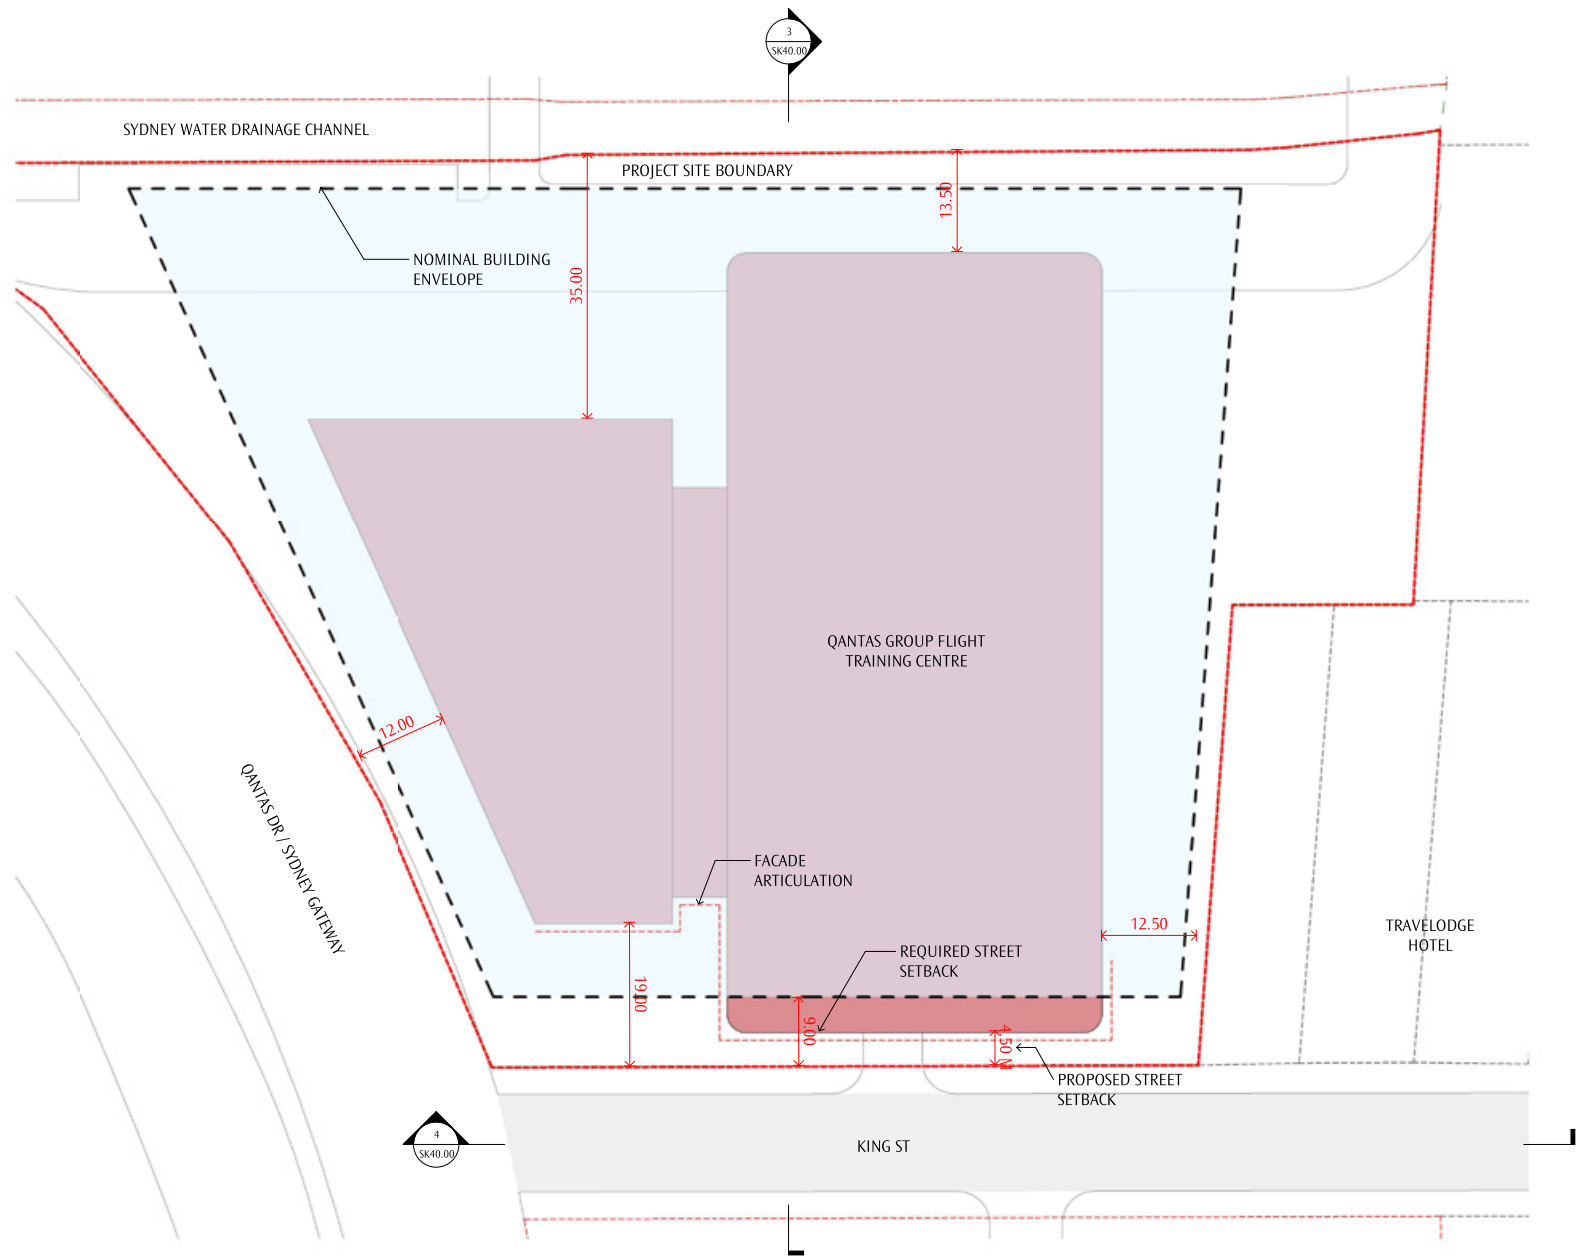 3
SK40.00
SYDNEY WATER DRAINAGE CHANNEL
PROJECT SITE BOUNDARY
13.50
NOMINAL BUILDING
ENVELOPE
35.00
QANTAS GROUP FLIGHT
TRAINING CENTRE
12.00
QANTAS DR / SYDNEY GATEWAY
FACADE
ARTICULATION
12.50
TRAVELODGE
HOTEL
REQUIRED STREET
SETBACK
19.00
9.00
4.50 M
PROPOSED STREET
SETBACK
4
SK40.00
KING ST